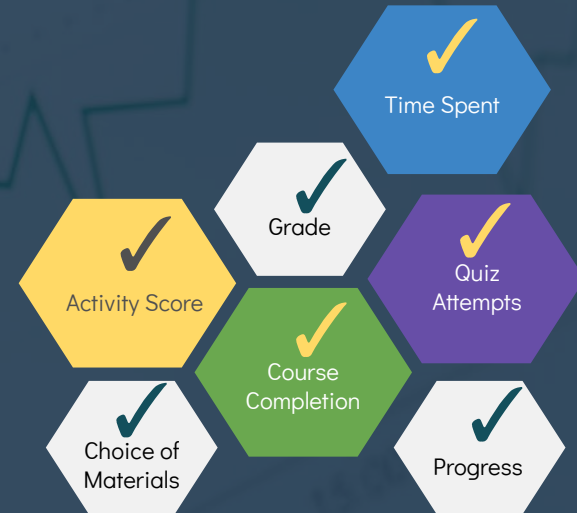 Time Spent
Grade
Activity Score
Quiz
Attempts
Course
Completion
Choice of
Materials
Progress